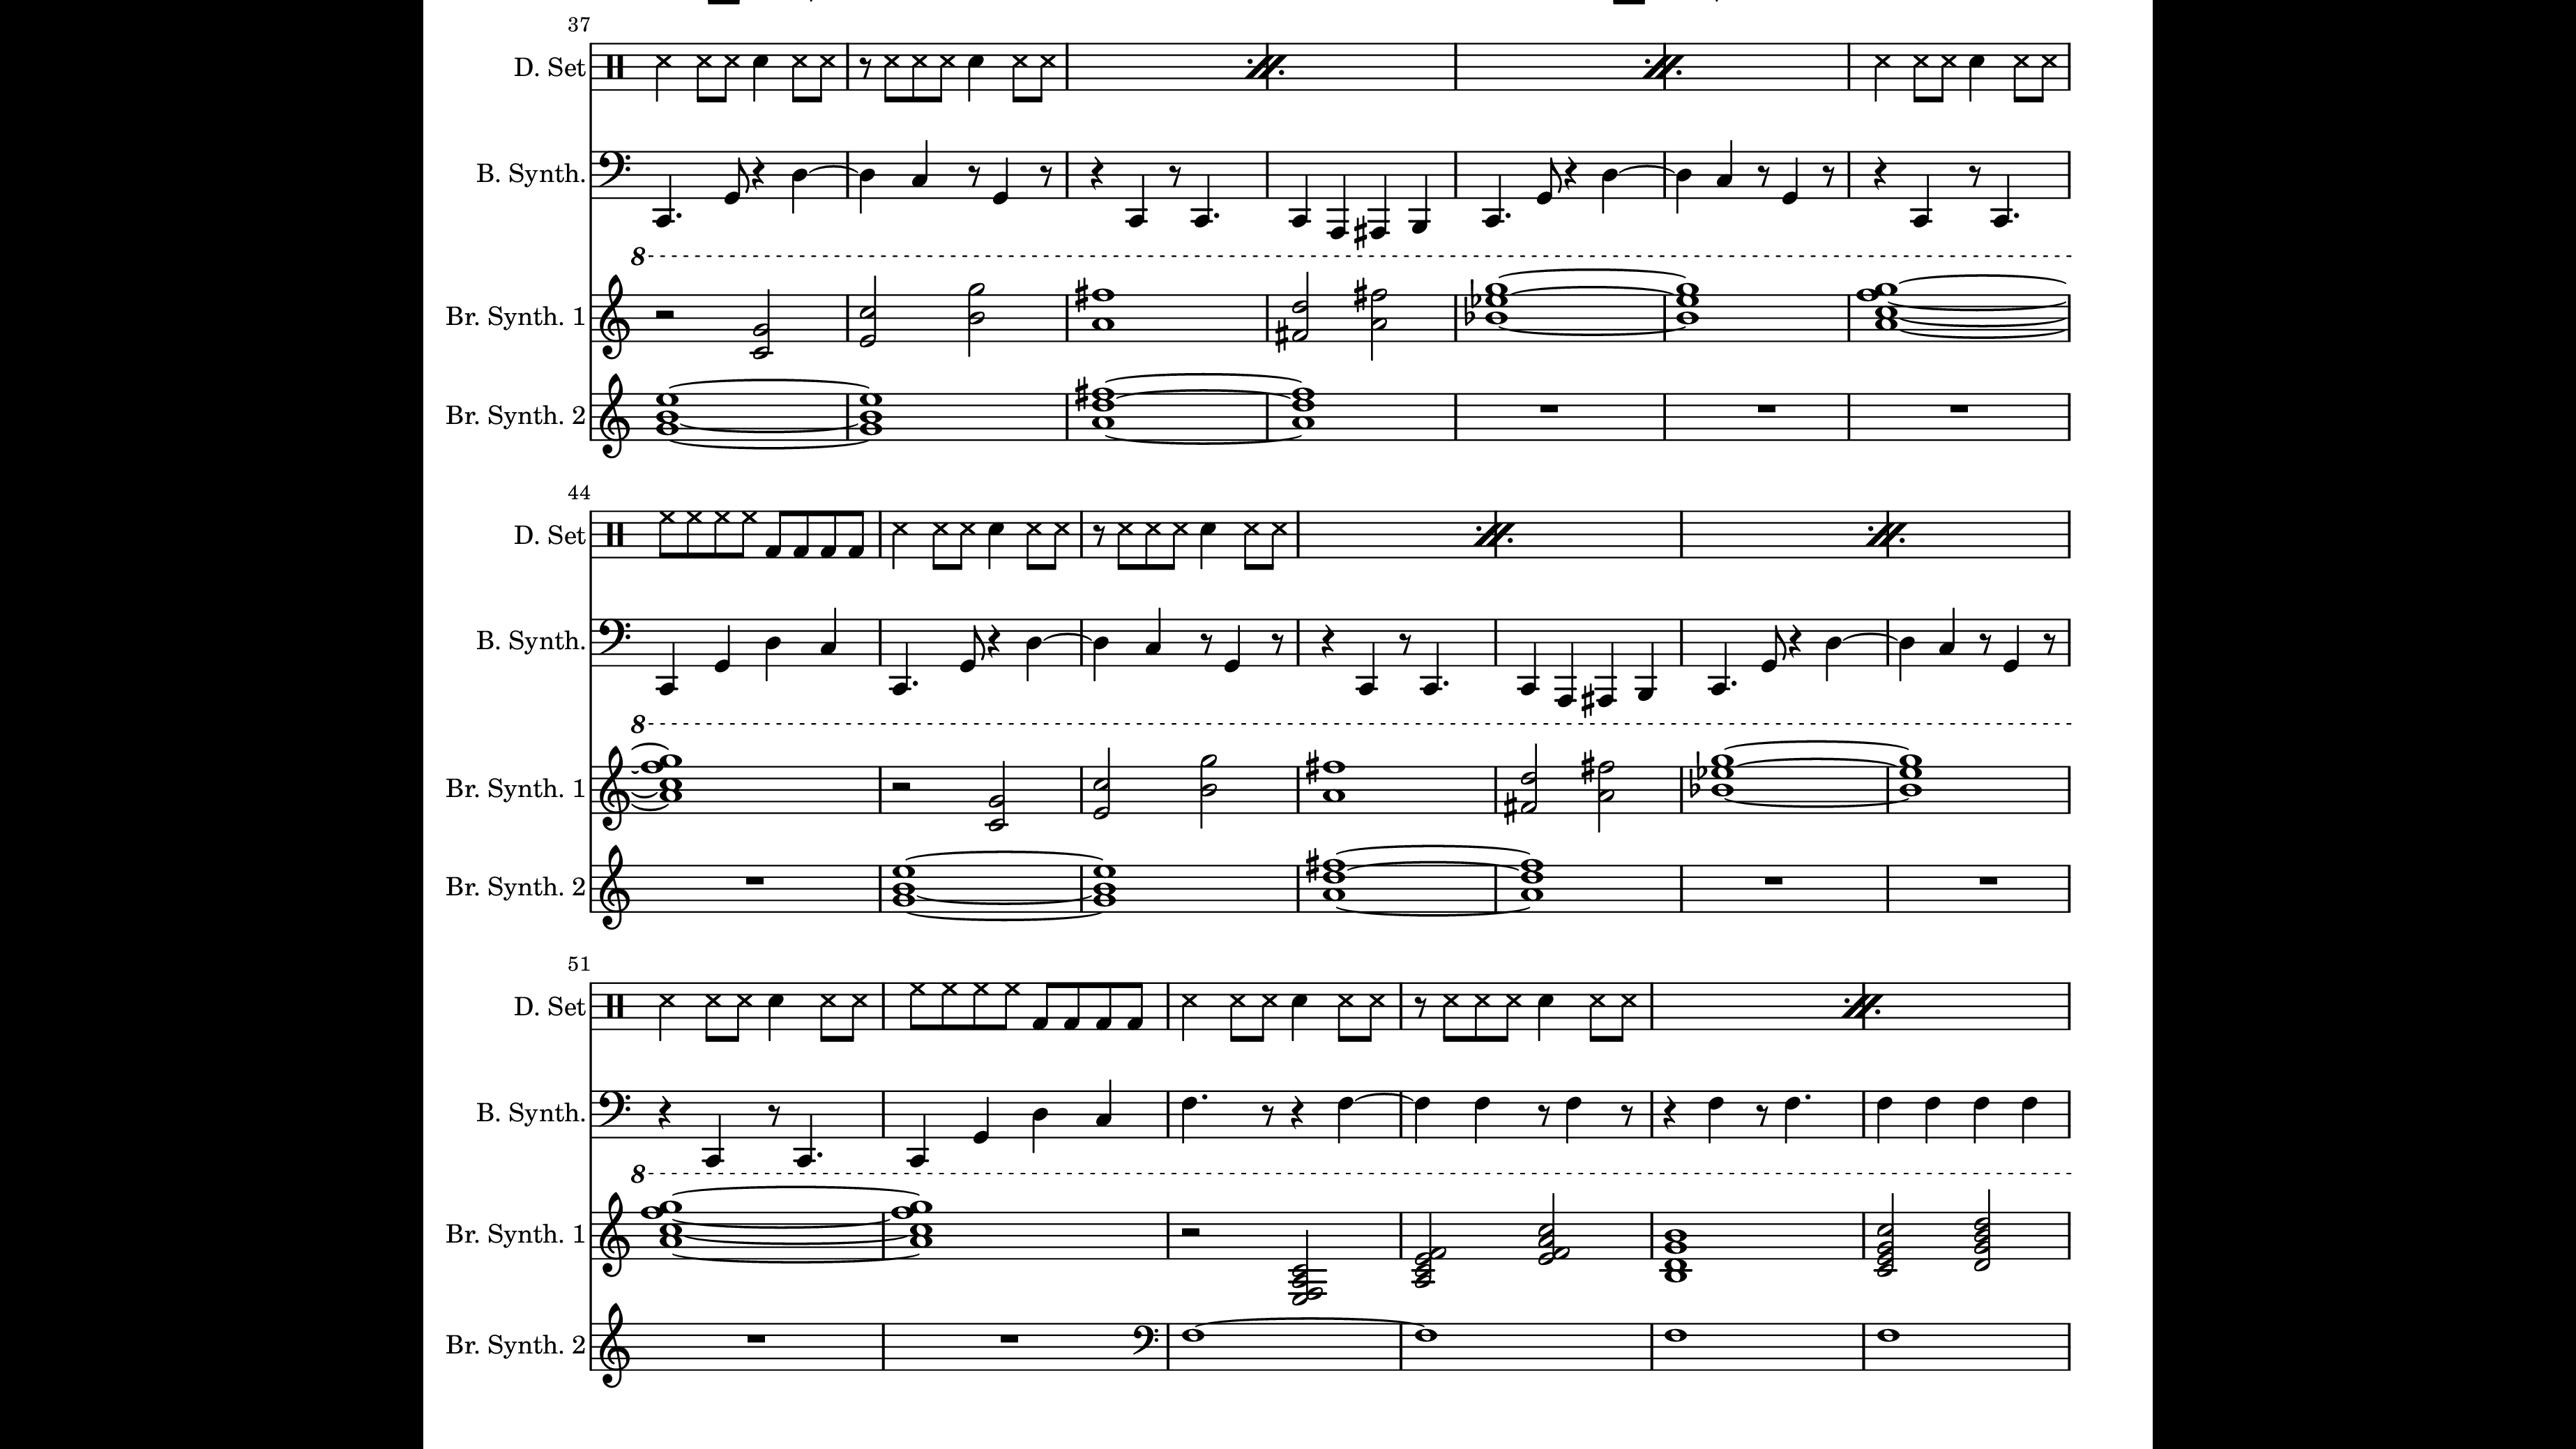 37
D. Set
B. Synth.
8
Br. Synth. 1
Br. Synth. 2
44
D. Set
B. Synth.
8
Br. Synth. 1
Br. Synth. 2
51
D. Set
B. Synth.
8
Br. Synth. 1
Br. Synth. 2